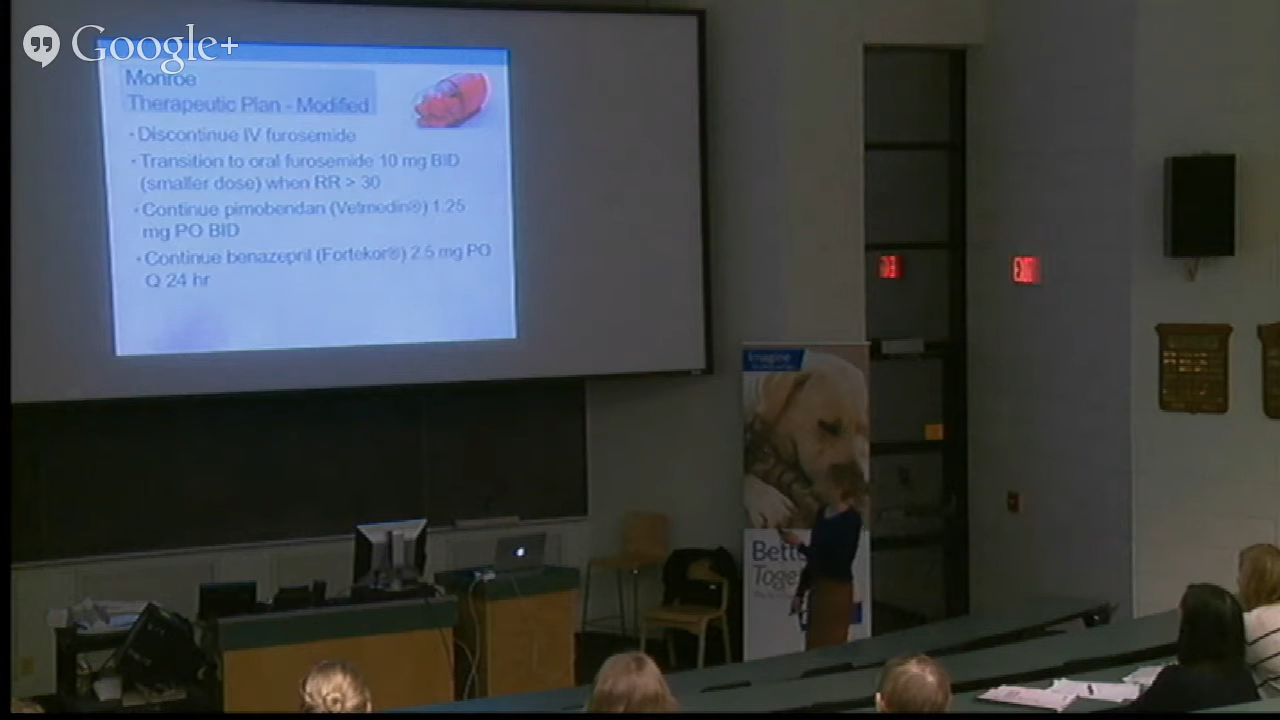 Google+
Monroe
Therapeutic Plan - Modified
• Discontinue IV furosemide
• Transition to oral furosemide 10 mg BID
(smaller dose) when RR > 30
• Continue pimobendan (Vetmedin®) 1.25
mg PO BID
• Continue benazepril (Fortekor®) 2.5 mg PO
Q 24 hr
Imagine
EXIT
Bett
Toge